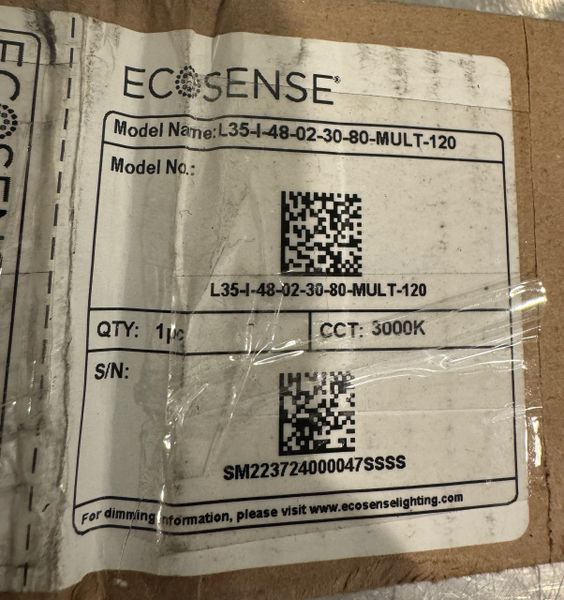 ECOSENSE®
Model Name: L35-I-48-02-30-80-MULT-120
Model No.:
L35-I-48-02-30-80-MULT-120
QTY: 1pc
CCT: 3000K
S/N:
SM223724000047SSSS
For dimming information, please visit www.ecosenselighting.com
ECOSEN